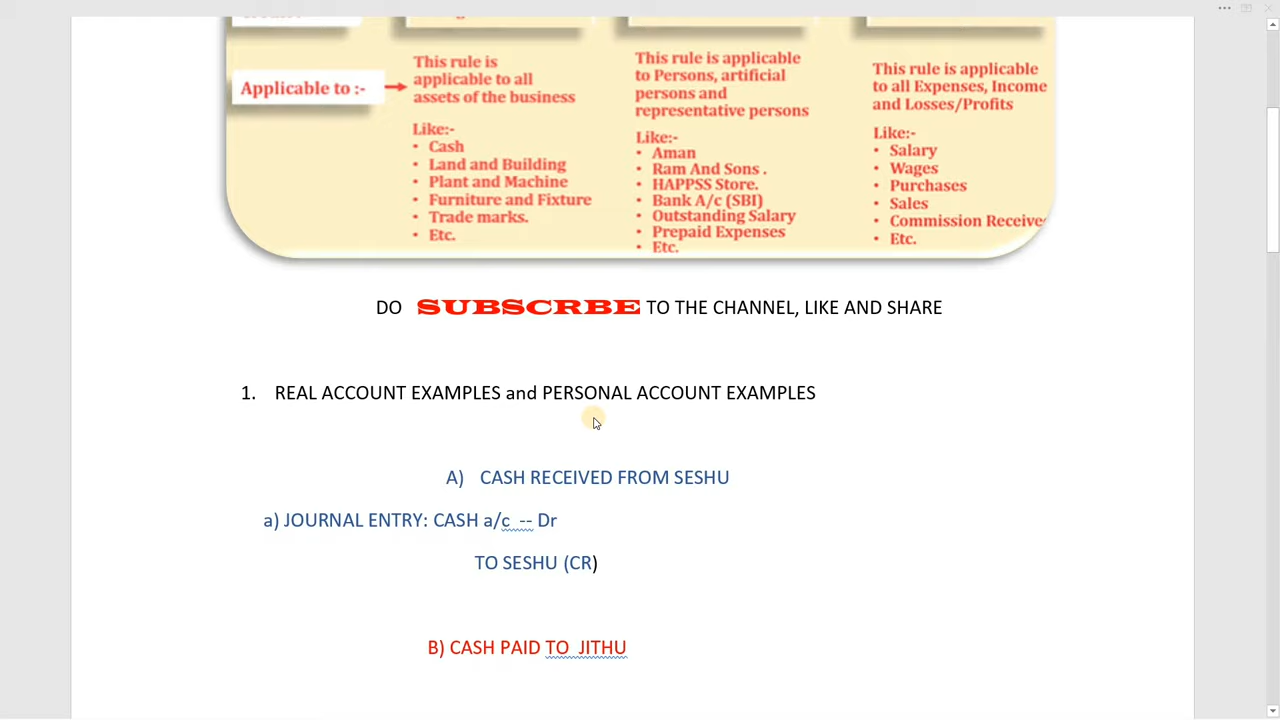 Applicable to :-
This rule is
applicable to all
assets of the business
Like:-
• Cash
• Land and Building
• Plant and Machine
• Furniture and Fixture
• Trade marks.
• Etc.
This rule is applicable
to Persons, artificial
persons and
representative persons
Like:-
• Aman
• Ram And Sons .
• HAPPSS Store.
• Bank A/c (SBI)
• Outstanding Salary
• Prepaid Expenses
• Etc.
This rule is applicable
to all Expenses, Income
and Losses/Profits
Like:-
• Salary
• Wages
• Purchases
• Sales
• Commission Receive
• Etc.
DO SUBSCRBE TO THE CHANNEL, LIKE AND SHARE
1. REAL ACCOUNT EXAMPLES and PERSONAL ACCOUNT EXAMPLES
A) CASH RECEIVED FROM SESHU
a) JOURNAL ENTRY: CASH a/c -- Dr
TO SESHU (CR)
B) CASH PAID TO JITHU